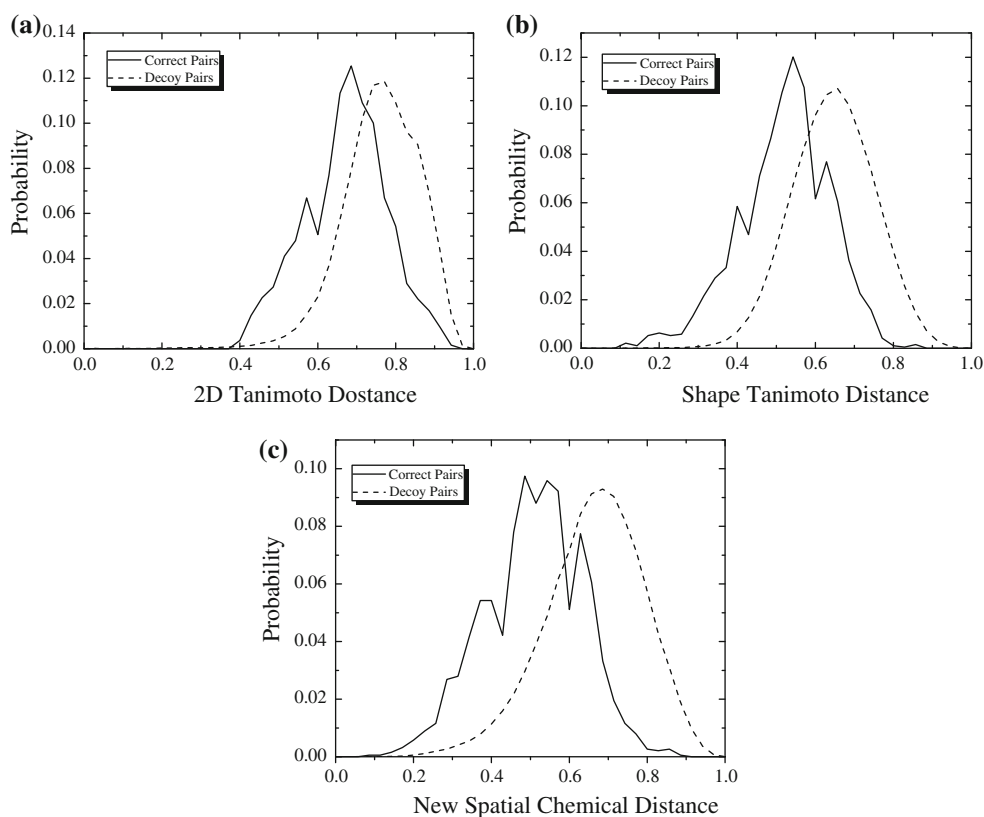 (a)
0.14
0.12
0.10
0.08
0.06
0.04
0.02
0.00
Probability
Correct Pairs
Decoy Pairs
0.0 0.2 0.4 0.6 0.8 1.0
2D Tanimoto Dostance
(b)
0.12
0.10
0.08
0.06
0.04
0.02
0.00
Probability
Correct Pairs
Decoy Pairs
0.0 0.2 0.4 0.6 0.8 1.0
Shape Tanimoto Distance
(c)
0.10
0.08
0.06
0.04
0.02
0.00
Probability
Correct Pairs
Decoy Pairs
0.0 0.2 0.4 0.6 0.8 1.0
New Spatial Chemical Distance